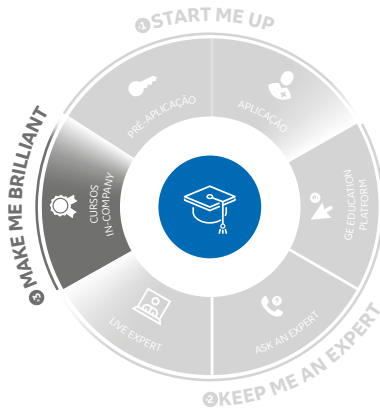 1 START ME UP
PRÉ-APLICAÇÃO
APLICAÇÃO
GE EDUCATION
PLATFORM
ASK AN EXPERT
2 KEEP ME AN EXPERT
LIVE EXPERT
CURSOS
IN-COMPANY
3 MAKE ME BRILLIANT